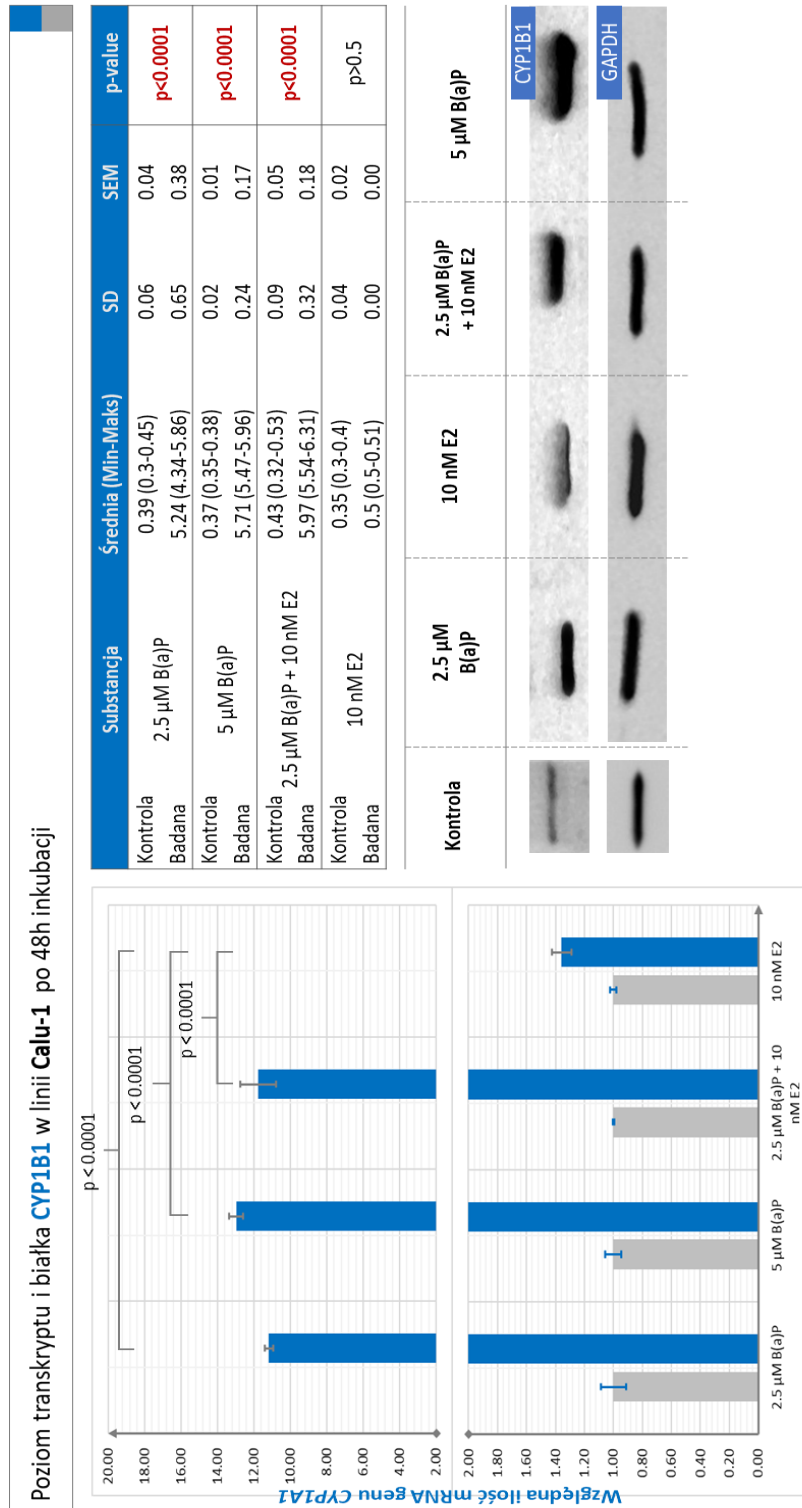 Poziom transkryptu i białka CYP1B1 w linii Calu-1 po 48h inkubacji
Względna ilość mRNA genu CYP1A1
20.00
18.00
16.00
14.00
12.00
10.00
8.00
6.00
4.00
2.00
p < 0.0001
p < 0.0001
p < 0.0001
2.00
1.80
1.60
1.40
1.20
1.00
0.80
0.60
0.40
0.20
0.00
2.5 µM B(a)P
5 µM B(a)P
2.5 µM B(a)P + 10
nM E2
10 nM E2
Substancja Średnia (Min-Maks) SD SEM p-value
Kontrola 2.5 µM B(a)P 0.39 (0.3-0.45) 0.06 0.04 p<0.0001
Badana 5.24 (4.34-5.86) 0.65 0.38
Kontrola 5 µM B(a)P 0.37 (0.35-0.38) 0.02 0.01 p<0.0001
Badana 5.71 (5.47-5.96) 0.24 0.17
Kontrola 2.5 µM B(a)P + 10 nM E2 0.43 (0.32-0.53) 0.09 0.05 p<0.0001
Badana 5.97 (5.54-6.31) 0.32 0.18
Kontrola 10 nM E2 0.35 (0.3-0.4) 0.04 0.02 p>0.5
Badana 0.5 (0.5-0.51) 0.00 0.00
Kontrola
2.5 µM
B(a)P
10 nM E2
2.5 µM B(a)P
+ 10 nM E2
5 µM B(a)P
CYP1B1
GAPDH